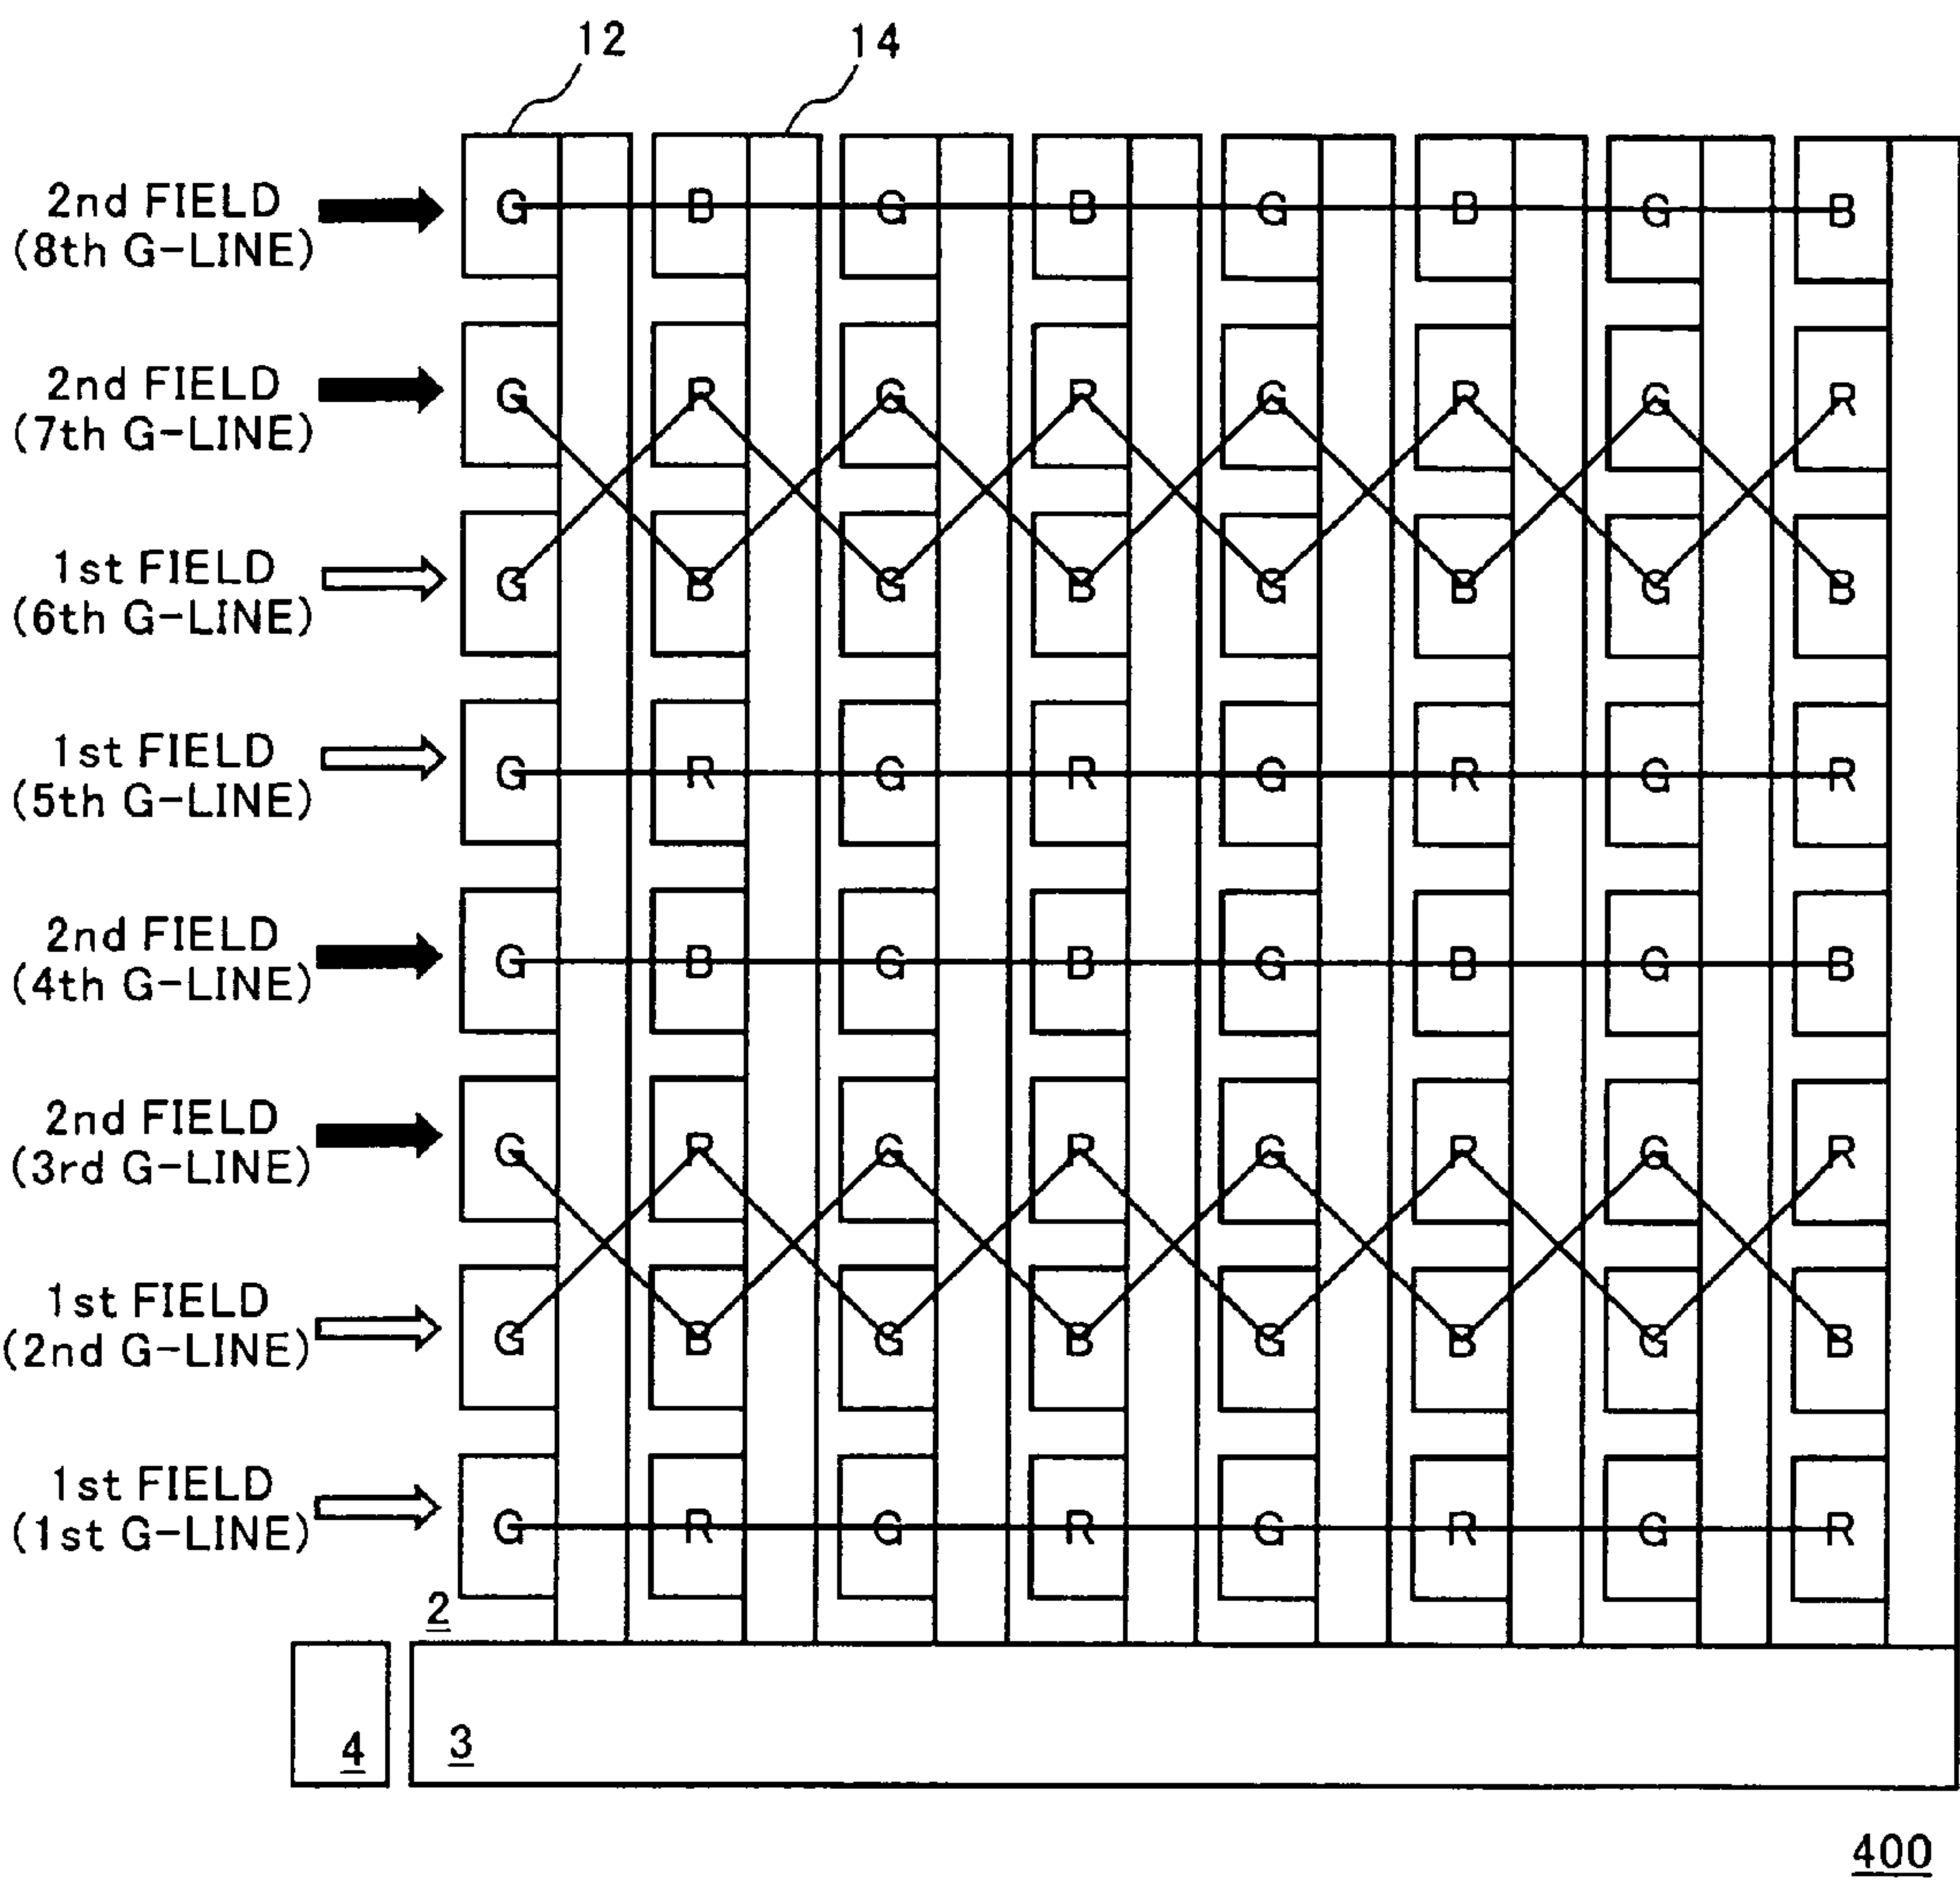 12 14
2nd FIELD
(8th G-LINE)
G B G B G B G B
2nd FIELD
(7th G-LINE)
G R G R G R G R
1st FIELD
(6th G-LINE)
G B G B G B G B
1st FIELD
(5th G-LINE)
G R G R G R G R
2nd FIELD
(4th G-LINE)
G B G B G B G B
2nd FIELD
(3rd G-LINE)
G R G R G R G R
1st FIELD
(2nd G-LINE)
G B G B G B G B
1st FIELD
(1st G-LINE)
G R G R G R G R
2
4 3
400